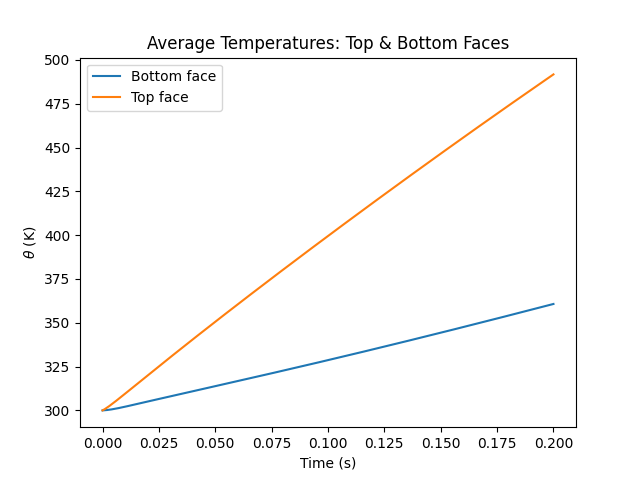 Average Temperatures: Top & Bottom Faces
500
475
450
425
400
375
350
325
300
θ (K)
Bottom face
Top face
0.000 0.025 0.050 0.075 0.100 0.125 0.150 0.175 0.200
Time (s)